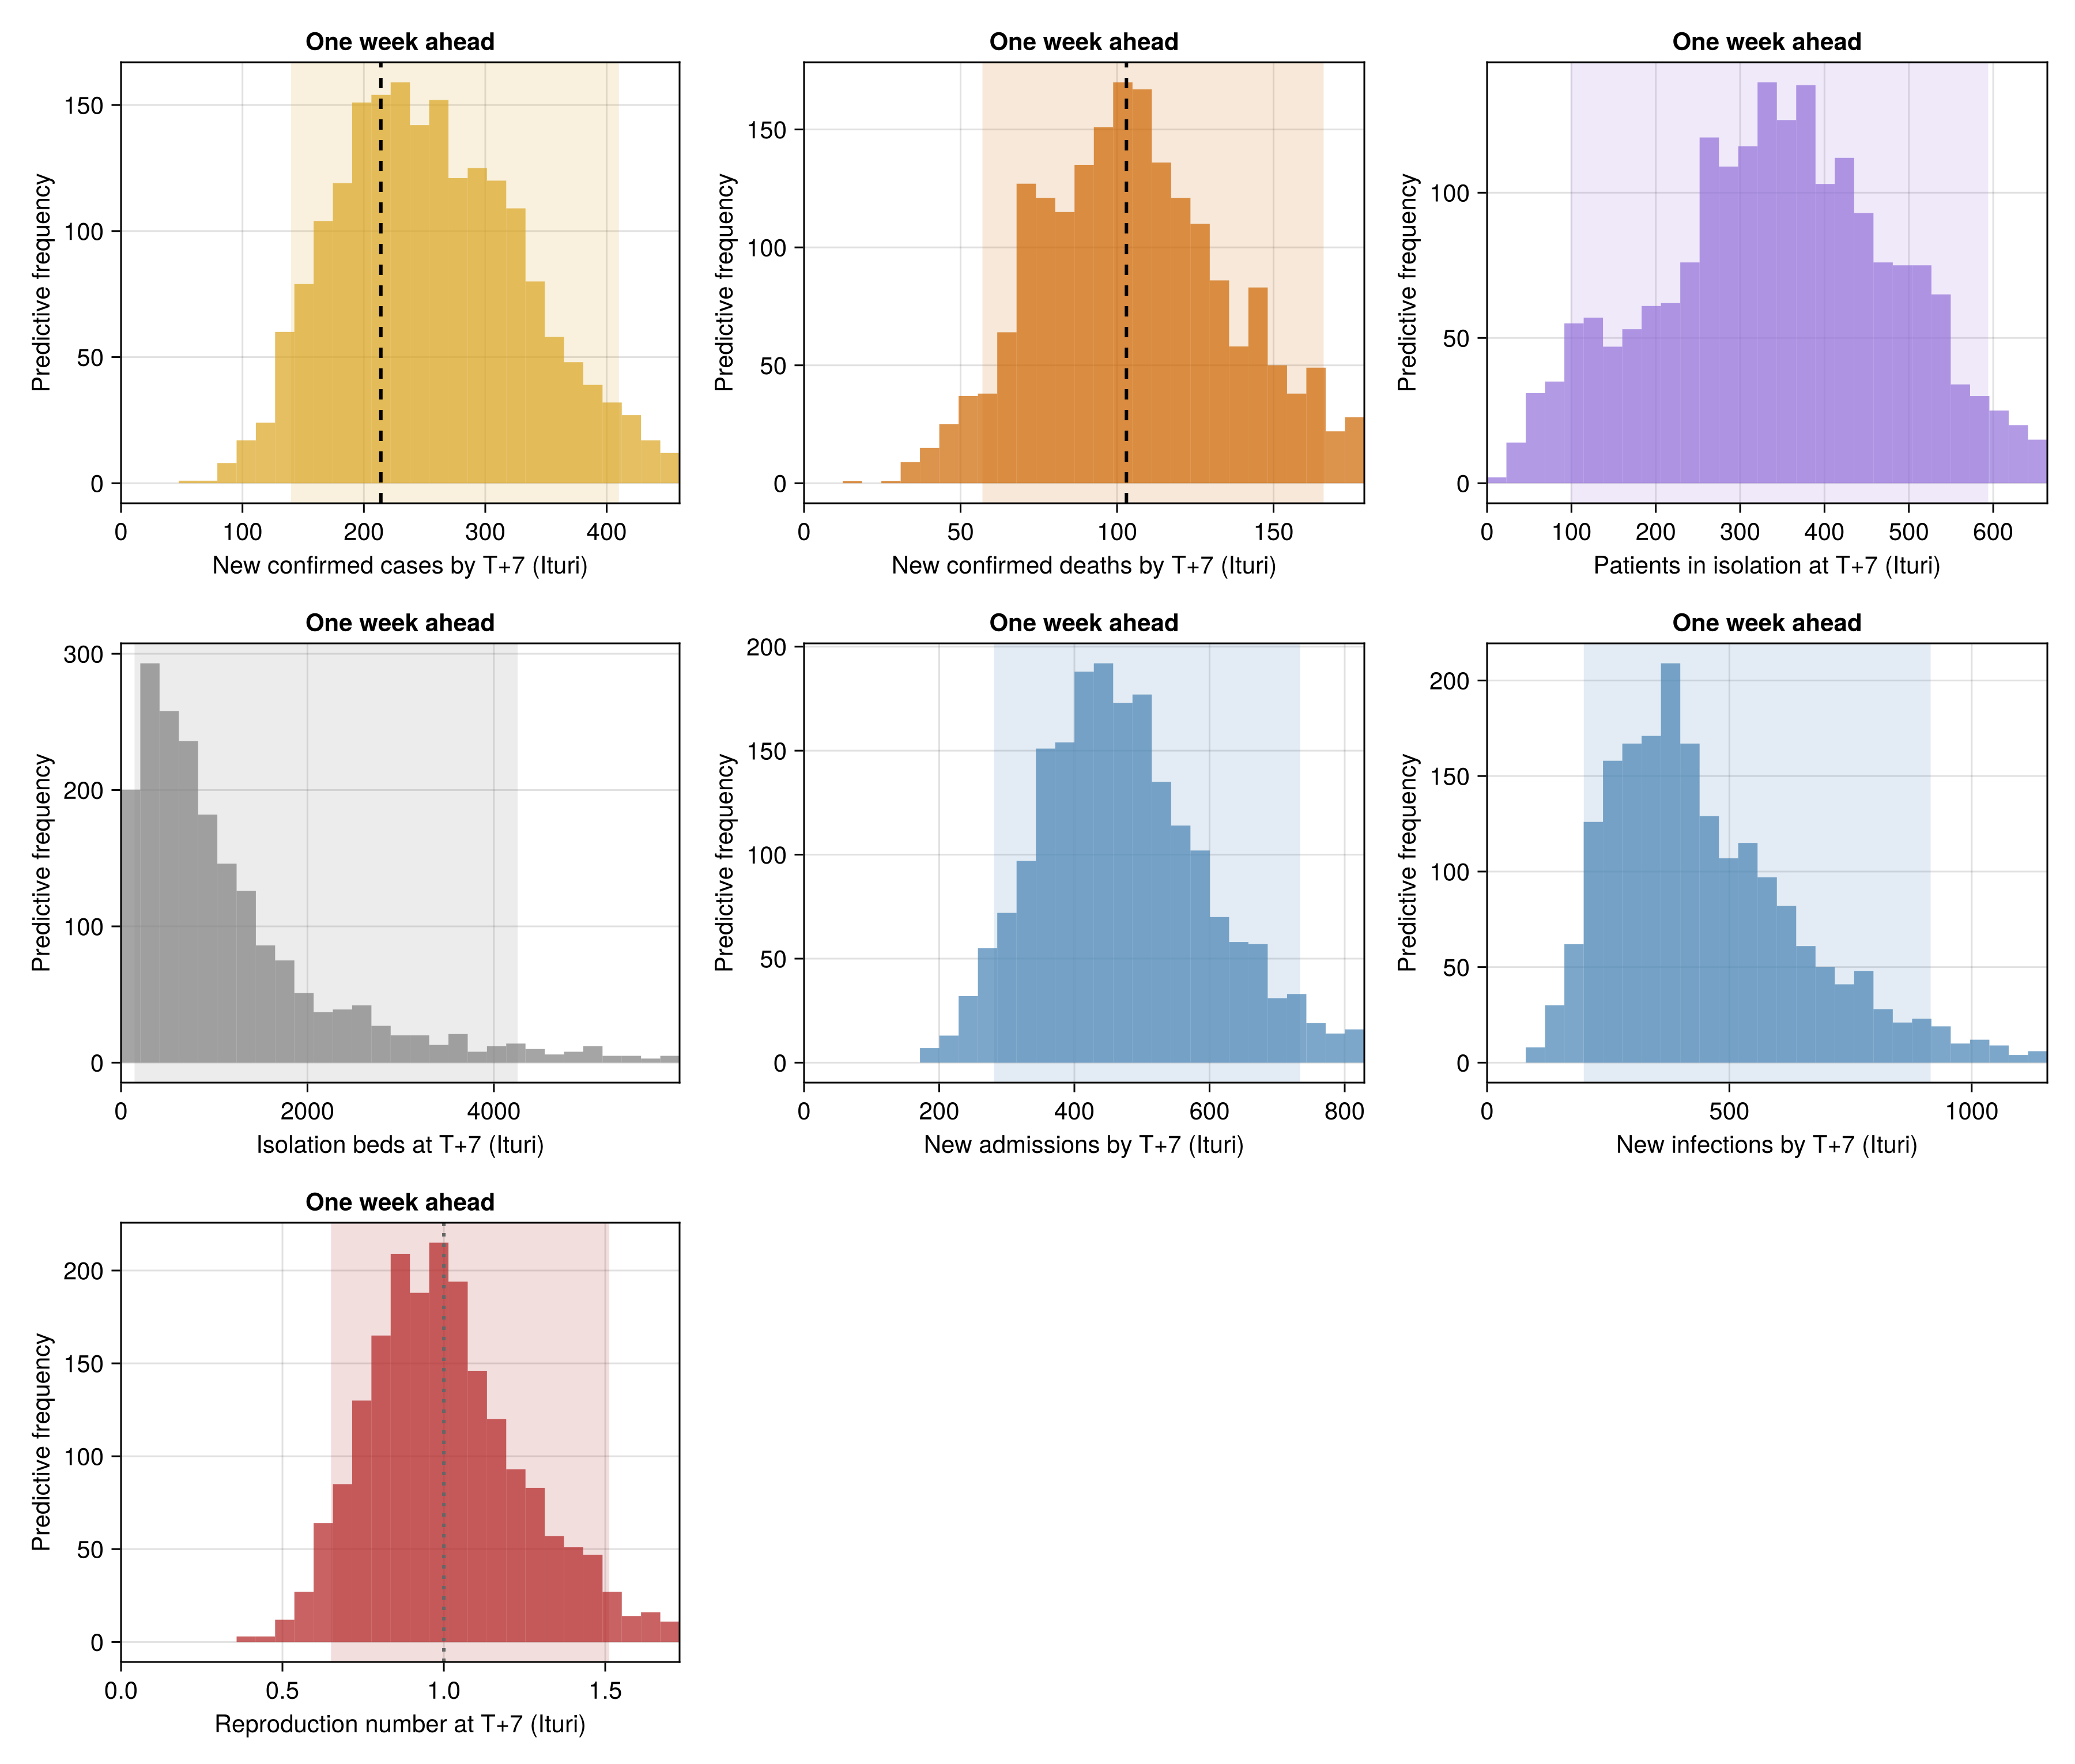 One week ahead
One week ahead
One week ahead
Predictive frequency
150
100
50
0
0
100
200
300
400
New confirmed cases by T+7 (Ituri)
Predictive frequency
150
100
50
0
0
50
100
150
New confirmed deaths by T+7 (Ituri)
Predictive frequency
100
50
0
0
100
200
300
400
500
600
Patients in isolation at T+7 (Ituri)
One week ahead
One week ahead
One week ahead
Predictive frequency
300
200
100
0
0
2000
4000
Isolation beds at T+7 (Ituri)
Predictive frequency
200
150
100
50
0
0
200
400
600
800
New admissions by T+7 (Ituri)
Predictive frequency
200
150
100
50
0
0
500
1000
New infections by T+7 (Ituri)
One week ahead
Predictive frequency
200
150
100
50
0
0.0
0.5
1.0
1.5
Reproduction number at T+7 (Ituri)